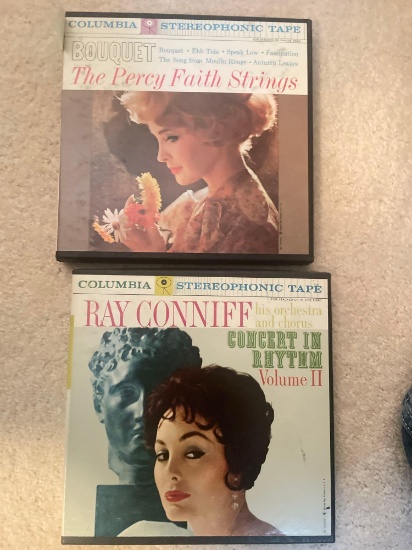 COLUMBIA STEREOPHONIC TAPE
BOUQUET
Bouquet • Ebb Tide • Speak Low • Fascination
The Song from Moulin Rouge • Autumn Leaves
The Percy Faith Strings
COLUMBIA STEREOPHONIC TAPE
RAY CONNIFF his orchestra
and chorus
CONCERT IN
RHYTHM
Volume II